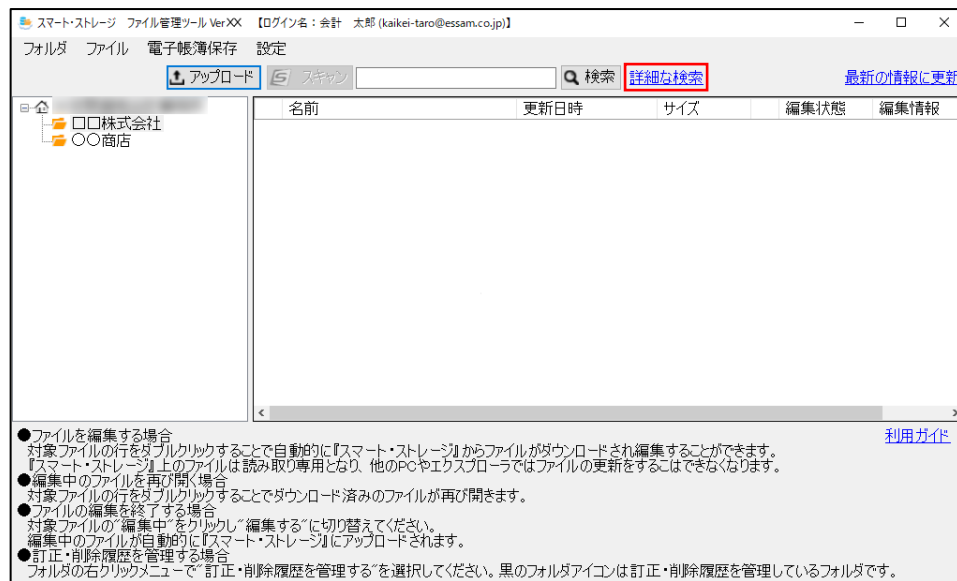 スマート・ストレージ　ファイル管理ツール Ver××　【ログイン名：会計　太郎 (kaikei-taro@essam.co.jp)】
フォルダ　ファイル　電子帳簿保存　設定
アップロード　スキャン　検索　詳細な検索　最新の情報に更新
名前　更新日時　サイズ　編集状態　編集情報
□□株式会社
〇〇商店
●ファイルを編集する場合　利用ガイド
対象ファイルの行をダブルクリックすることで自動的に『スマート・ストレージ』からファイルがダウンロードされ編集することができます。
『スマート・ストレージ』上のファイルは読み取り専用となり、他のPCやエクスプローラではファイルの更新をするこはできなくなります。
●編集中のファイルを再び開く場合
対象ファイルの行をダブルクリックすることでダウンロード済みのファイルが再び開きます。
●ファイルの編集を終了する場合
対象ファイルの“編集中”をクリックし“編集する”に切り替えてください。
編集中のファイルが自動的に『スマート・ストレージ』にアップロードされます。
●訂正・削除履歴を管理する場合
フォルダの右クリックメニューで“訂正・削除履歴を管理する”を選択してください。黒のフォルダアイコンは訂正・削除履歴を管理しているフォルダです。